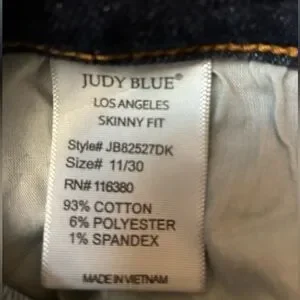 JUDY BLUE®
LOS ANGELES
SKINNY FIT
Style# JB82527DK
Size# 11/30
RN# 116380
93% COTTON
6% POLYESTER
1% SPANDEX
MADE IN VIETNAM